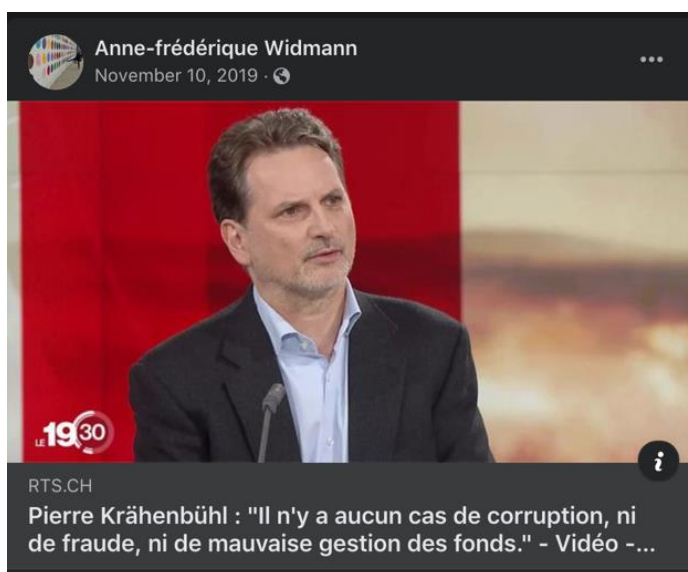 Anne-frédérique Widmann
November 10, 2019 ·
LE 19 30
RTS.CH
Pierre Krähenbühl : "Il n'y a aucun cas de corruption, ni
de fraude, ni de mauvaise gestion des fonds." - Vidéo -...